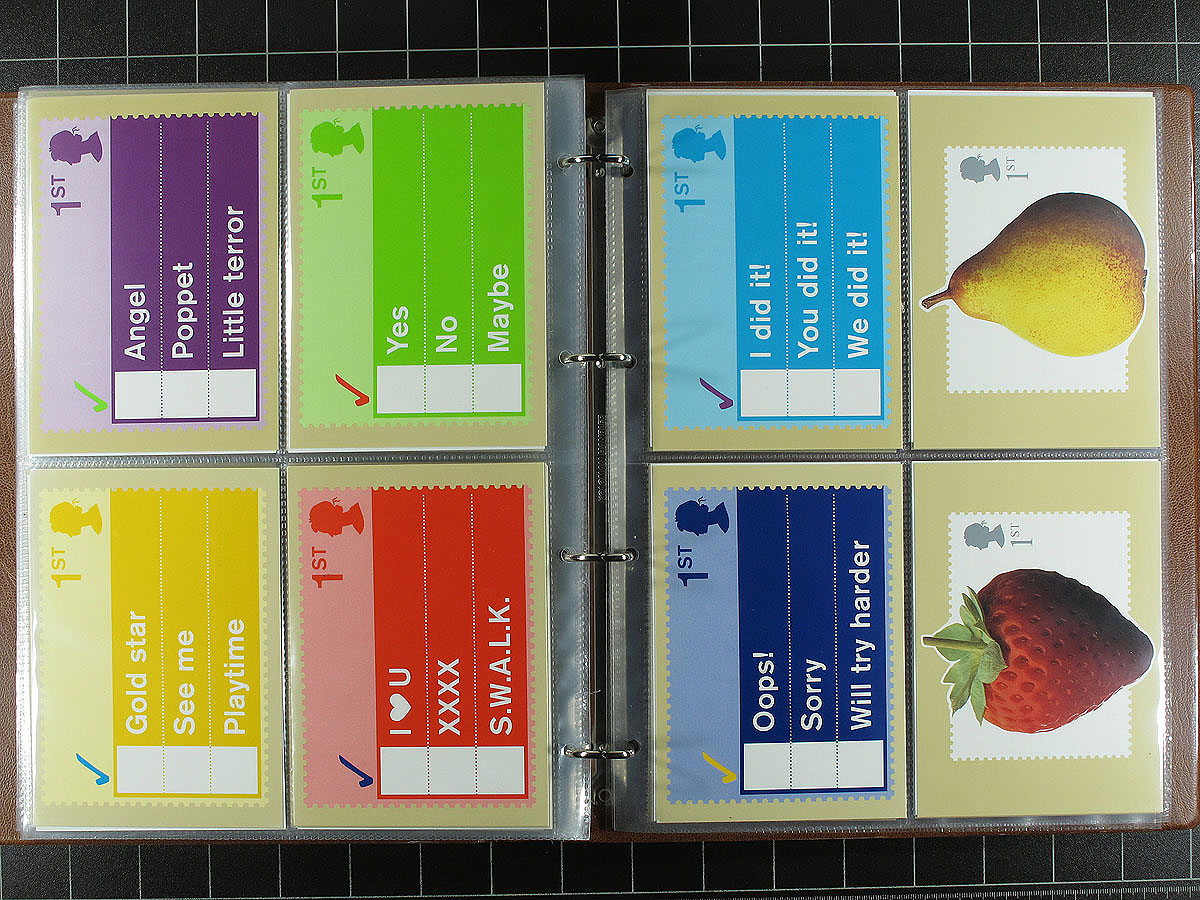 1ST
Angel
Poppet
Little terror
1ST
Yes
No
Maybe
1ST
I did it!
You did it!
We did it!
1ST
1ST
Gold star
See me
Playtime
1ST
I ♥ U
XXXX
S.W.A.L.K.
1ST
Oops!
Sorry
Will try harder
1ST